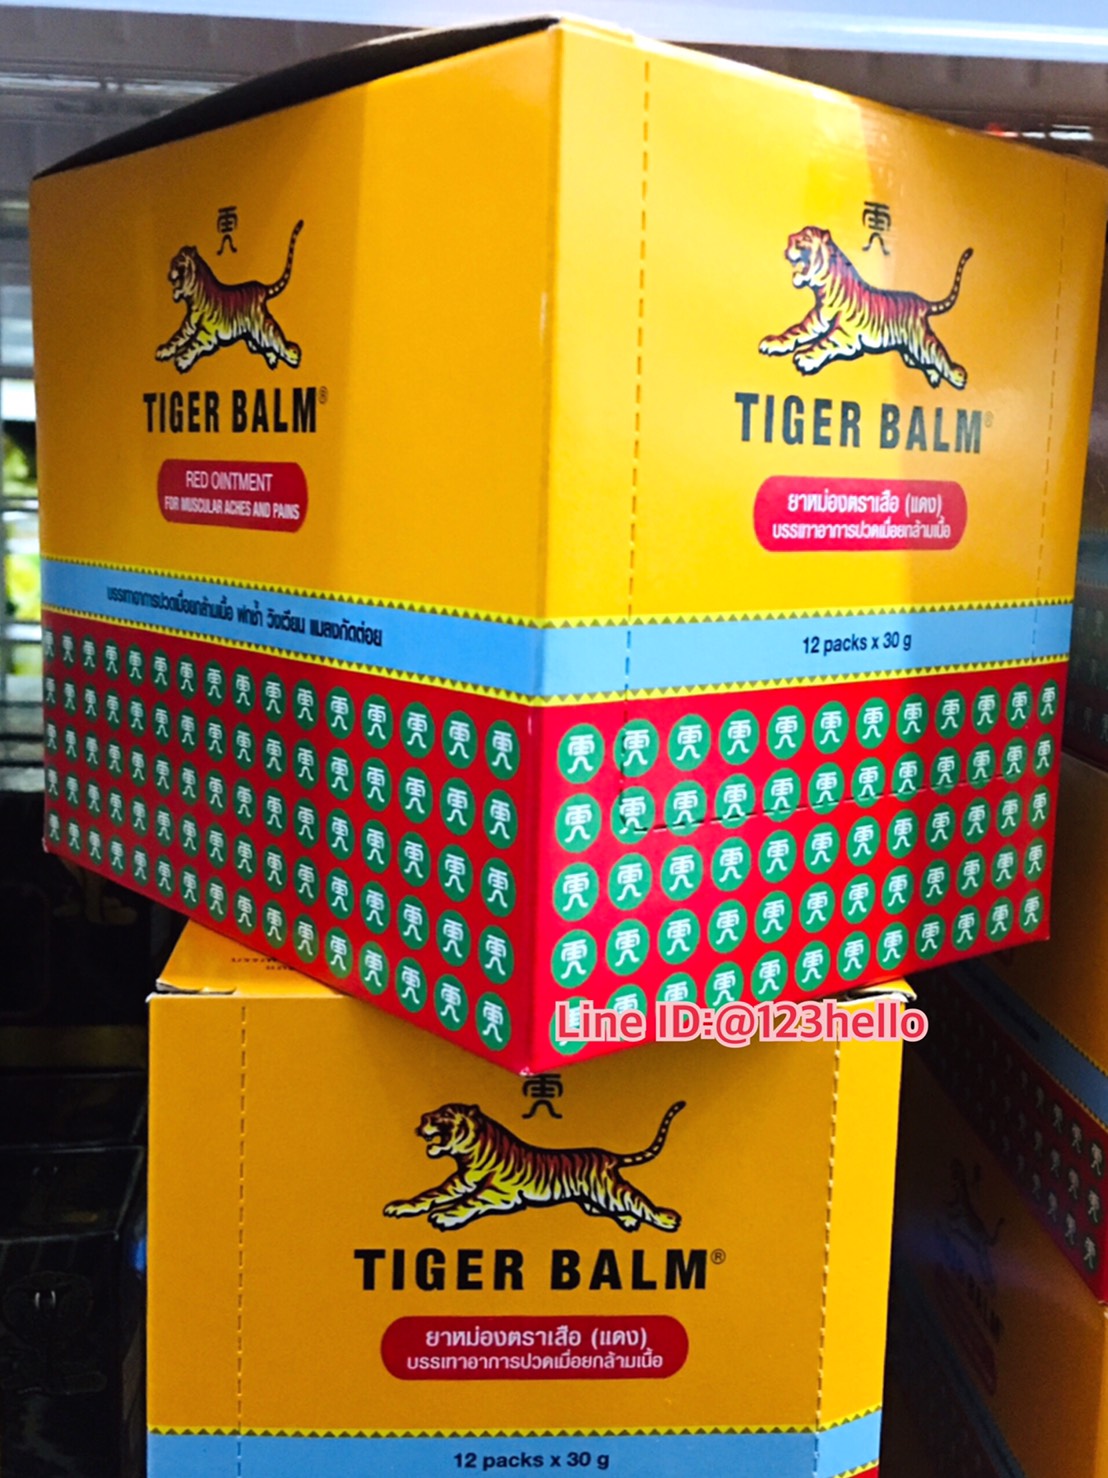 TIGER BALM®
RED OINTMENT
FOR MUSCULAR ACHES AND PAINS
บรรเทาอาการปวดเมื่อยกล้ามเนื้อ ฟกช้ำ วิงเวียน แมลงกัดต่อย
TIGER BALM®
ยาหม่องตราเสือ (แดง)
บรรเทาอาการปวดเมื่อยกล้ามเนื้อ
12 packs x 30 g
Line ID:@123hello
TIGER BALM®
ยาหม่องตราเสือ (แดง)
บรรเทาอาการปวดเมื่อยกล้ามเนื้อ
12 packs x 30 g